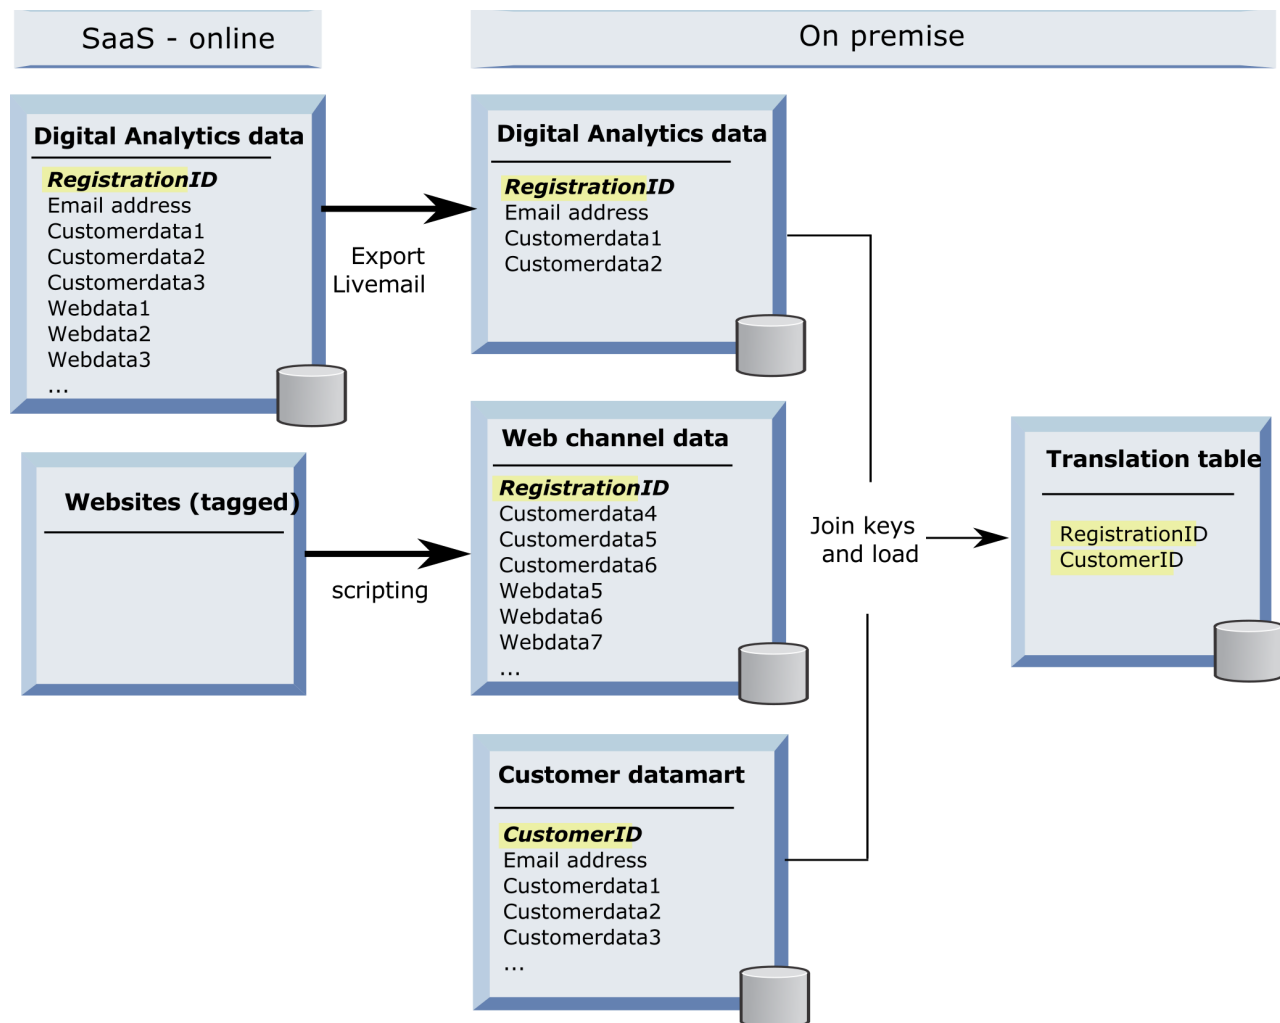 SaaS - online
On premise
Digital Analytics data
RegistrationID
Email address
Customerdata1
Customerdata2
Customerdata3
Webdata1
Webdata2
Webdata3
...
Export
Livemail
Digital Analytics data
RegistrationID
Email address
Customerdata1
Customerdata2
Websites (tagged)
scripting
Web channel data
RegistrationID
Customerdata4
Customerdata5
Customerdata6
Webdata5
Webdata6
Webdata7
...
Customer datamart
CustomerID
Email address
Customerdata1
Customerdata2
Customerdata3
...
Join keys
and load
Translation table
RegistrationID
CustomerID